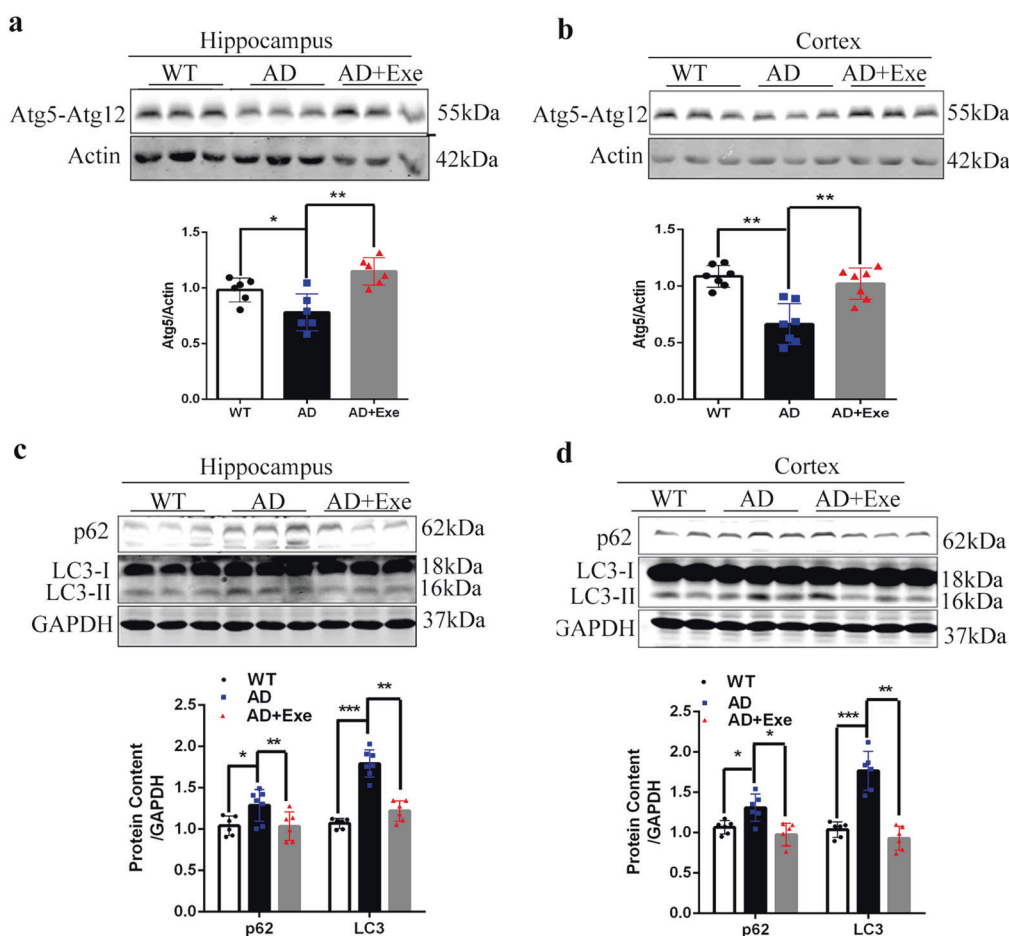 a
Hippocampus
WT AD AD+Exe
Atg5-Atg12 55kDa
Actin 42kDa
* **
Atg5/Actin
1.5
1.0
0.5
0.0
WT AD AD+Exe
b
Cortex
WT AD AD+Exe
Atg5-Atg12 55kDa
Actin 42kDa
** **
Atg5/Actin
1.5
1.0
0.5
0.0
WT AD AD+Exe
c
Hippocampus
WT AD AD+Exe
p62 62kDa
LC3-I 18kDa
LC3-II 16kDa
GAPDH 37kDa
WT
AD
AD+Exe
* ** *** **
Protein Content
/GAPDH
2.5
2.0
1.5
1.0
0.5
0.0
p62 LC3
d
Cortex
WT AD AD+Exe
p62 62kDa
LC3-I 18kDa
LC3-II 16kDa
GAPDH 37kDa
WT
AD
AD+Exe
* * *** **
Protein Content
/GAPDH
2.5
2.0
1.5
1.0
0.5
0.0
p62 LC3